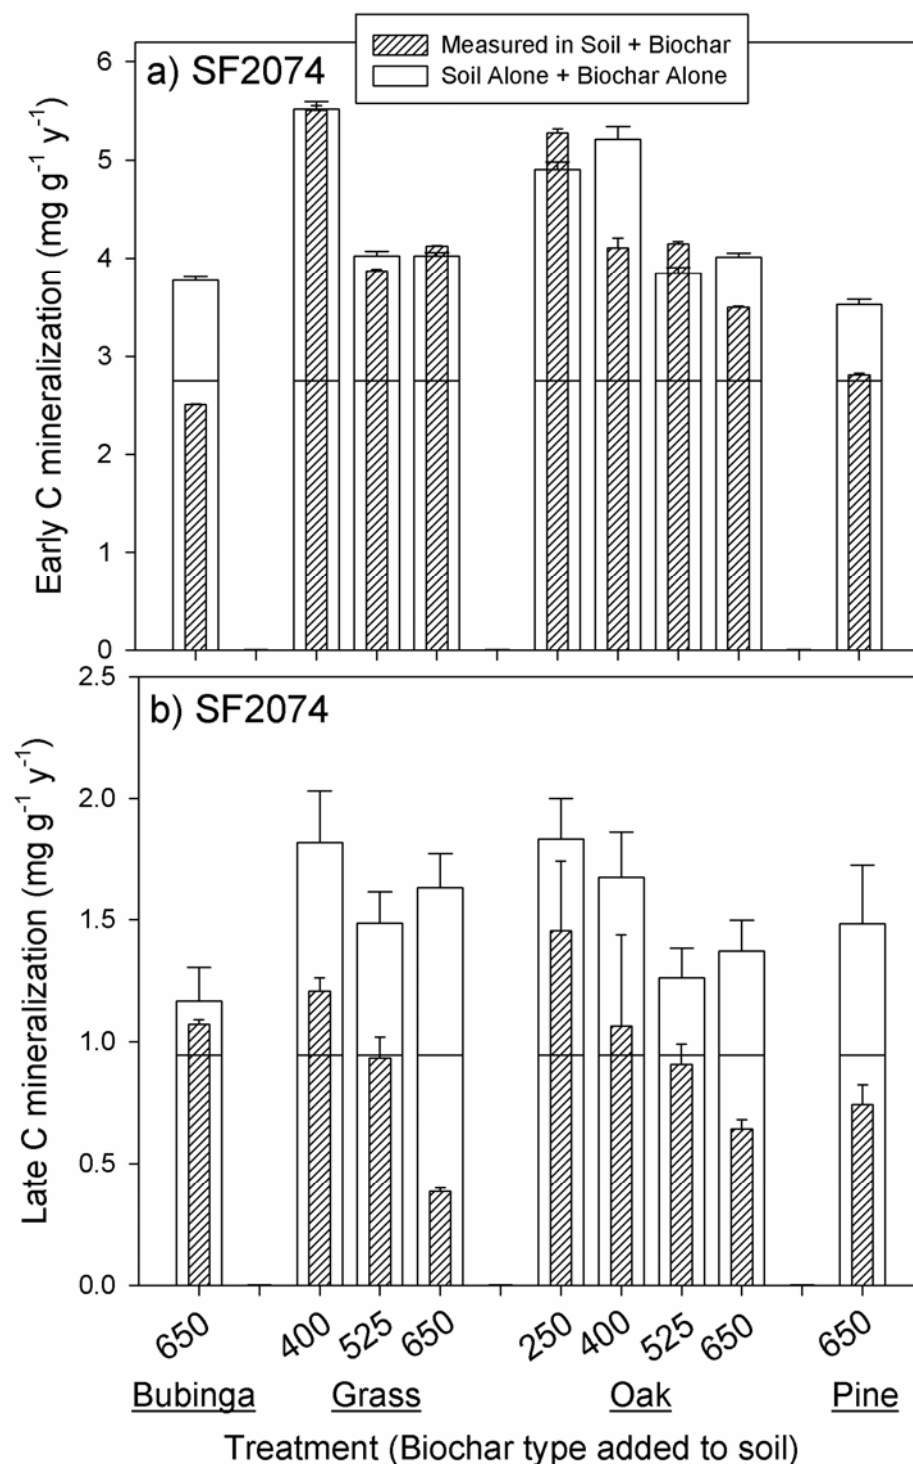 Measured in Soil + Biochar
Soil Alone + Biochar Alone
a) SF2074
Early C mineralization (mg g⁻¹ y⁻¹)
6
5
4
3
2
1
0
b) SF2074
Late C mineralization (mg g⁻¹ y⁻¹)
2.5
2.0
1.5
1.0
0.5
0.0
650 400 525 650 250 400 525 650 650
Bubinga Grass Oak Pine
Treatment (Biochar type added to soil)